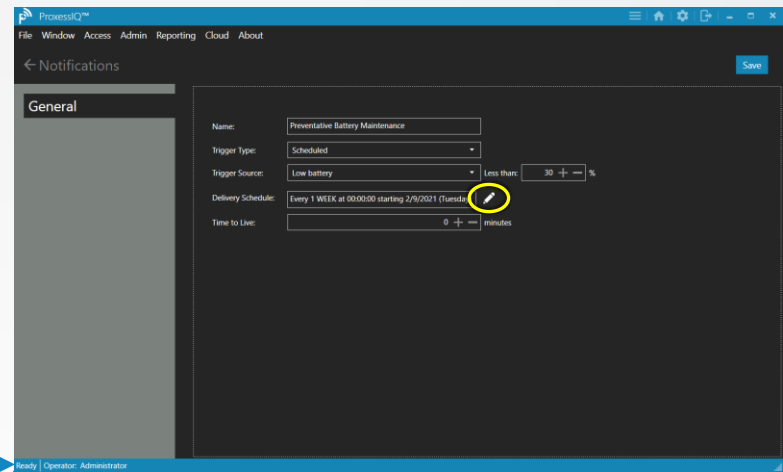 ProxessIQ™
File Window Access Admin Reporting Cloud About
Notifications
Save
General
Name: Preventative Battery Maintenance
Trigger Type: Scheduled
Trigger Source: Low battery Less than: 30 %
Delivery Schedule: Every 1 WEEK at 00:00:00 starting 2/9/2021 (Tuesday
Time to Live: 0 minutes
Ready Operator: Administrator